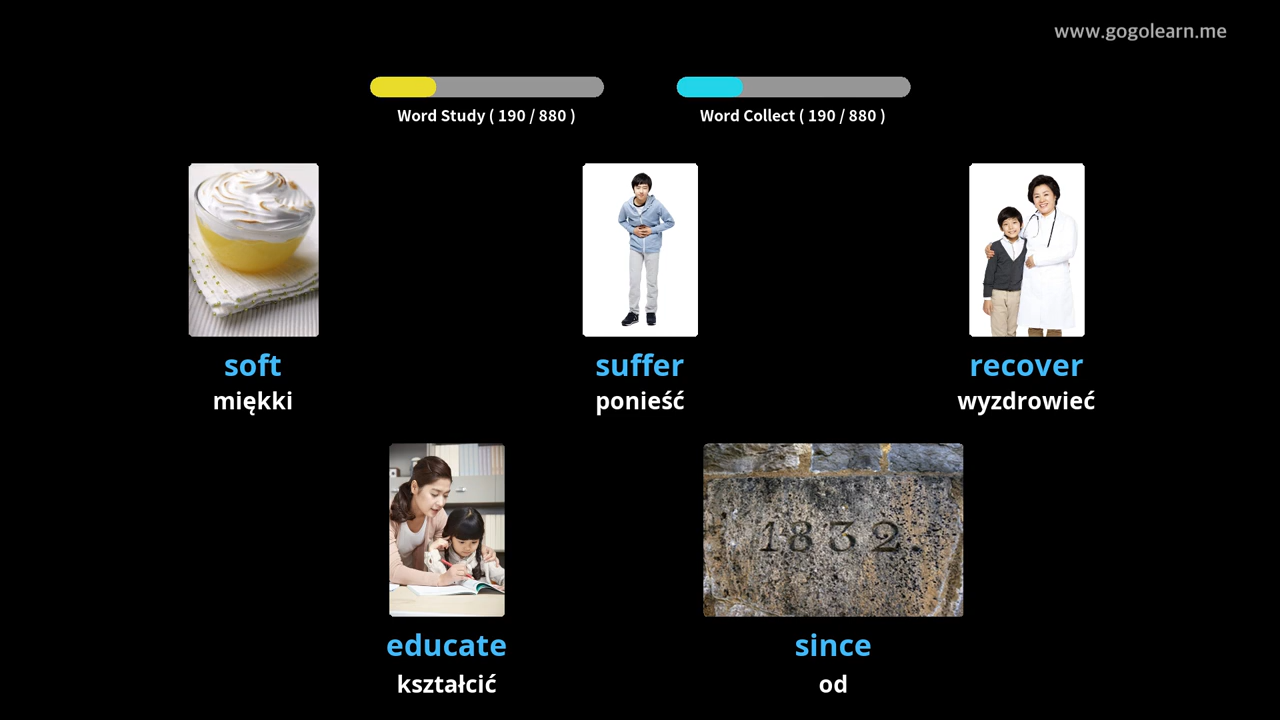 www.gogolearn.me
Word Study ( 190 / 880 )
Word Collect ( 190 / 880 )
soft
miękki
suffer
ponieść
recover
wyzdrowieć
1832.
educate
kształcić
since
od